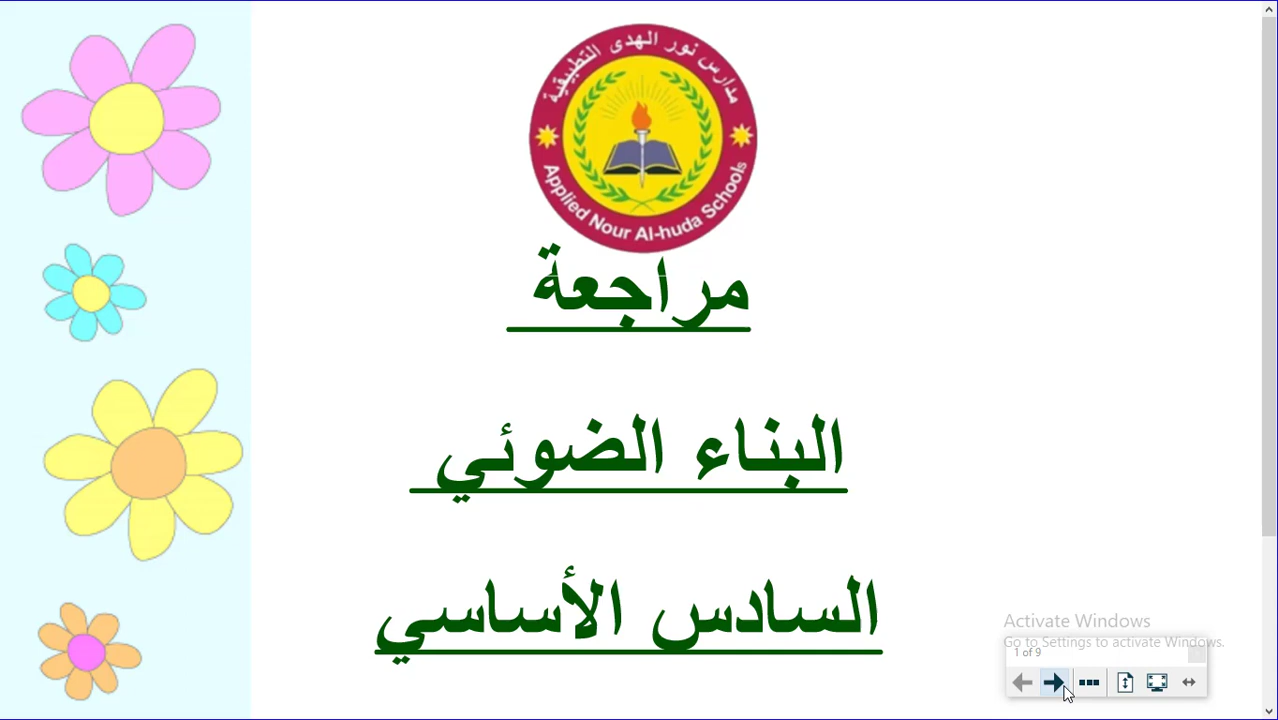 مدارس نور الهدى التطبيقية
Applied Nour Al-huda Schools
مراجعة
البناء الضوئي
السادس الأساسي
Activate Windows
Go to Settings to activate Windows.
1 of 9